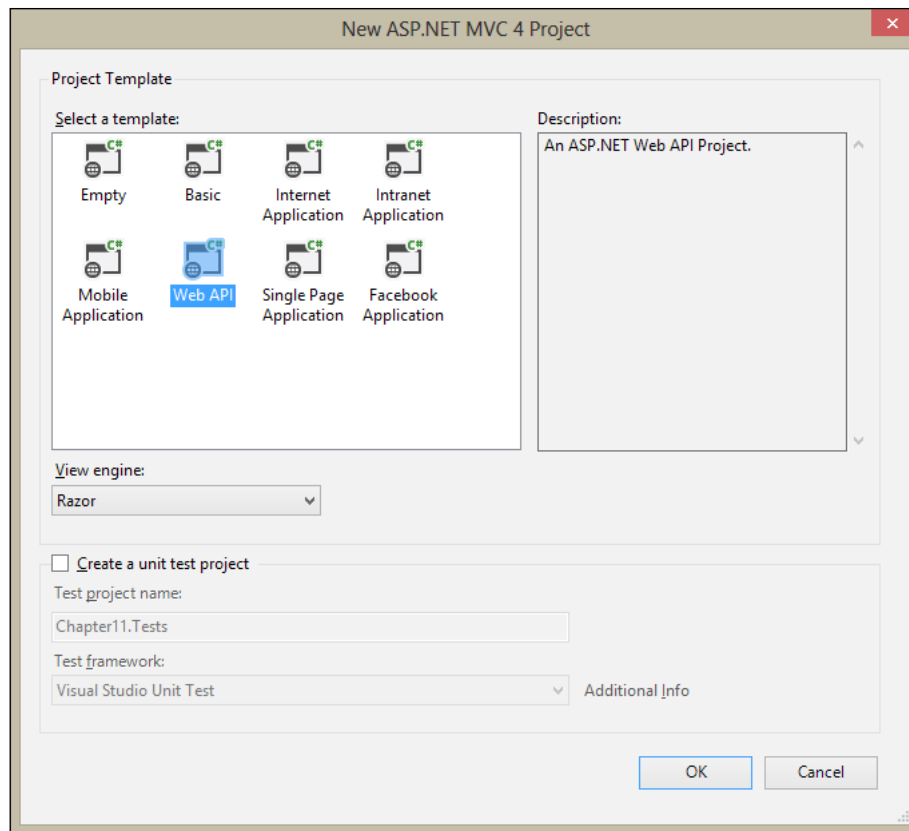 New ASP.NET MVC 4 Project
Project Template
Select a template:
Description:
C# C# C# C#
Empty Basic Internet Intranet
Application Application
An ASP.NET Web API Project.
C# C# C# C#
Mobile Web API Single Page Facebook
Application Application Application
View engine:
Razor
Create a unit test project
Test project name:
Chapter11.Tests
Test framework:
Visual Studio Unit Test
Additional Info
OK
Cancel